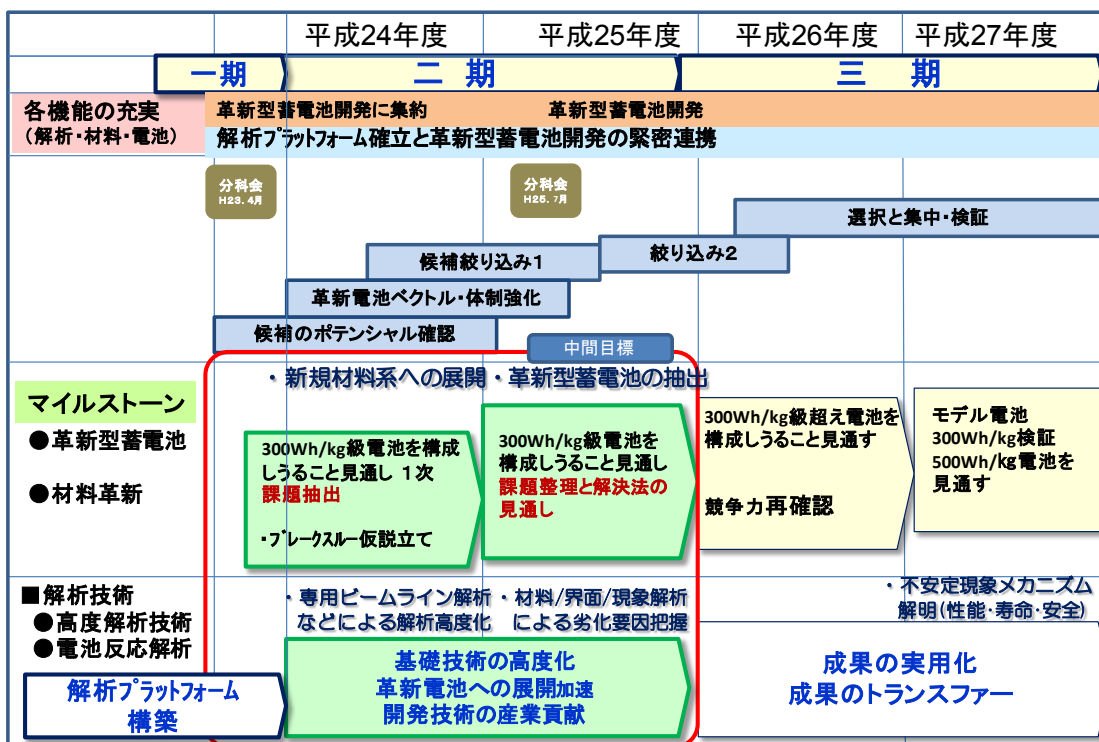 平成24年度
平成25年度
平成26年度
平成27年度
一期
二 期
三 期
各機能の充実
(解析・材料・電池)
革新型蓄電池開発に集約
革新型蓄電池開発
解析プラットフォーム確立と革新型蓄電池開発の緊密連携
分科会
H23.4月
分科会
H25.7月
選択と集中・検証
絞り込み2
候補絞り込み1
革新電池ベクトル・体制強化
候補のポテンシャル確認
中間目標
・新規材料系への展開・革新型蓄電池の抽出
マイルストーン
●革新型蓄電池
●材料革新
300Wh/kg級電池を構成
しうること見通し 1次
課題抽出
・ブレークスルー仮説立て
300Wh/kg級電池を
構成しうること見通し
課題整理と解決法の
見通し
300Wh/kg級超え電池を
構成しうること見通す
競争力再確認
モデル電池
300Wh/kg検証
500Wh/kg電池を
見通す
■解析技術
●高度解析技術
●電池反応解析
・専用ビームライン解析
などによる解析高度化
・材料/界面/現象解析
による劣化要因把握
・不安定現象メカニズム
解明(性能・寿命・安全)
解析プラットフォーム
構築
基礎技術の高度化
革新電池への展開加速
開発技術の産業貢献
成果の実用化
成果のトランスファー